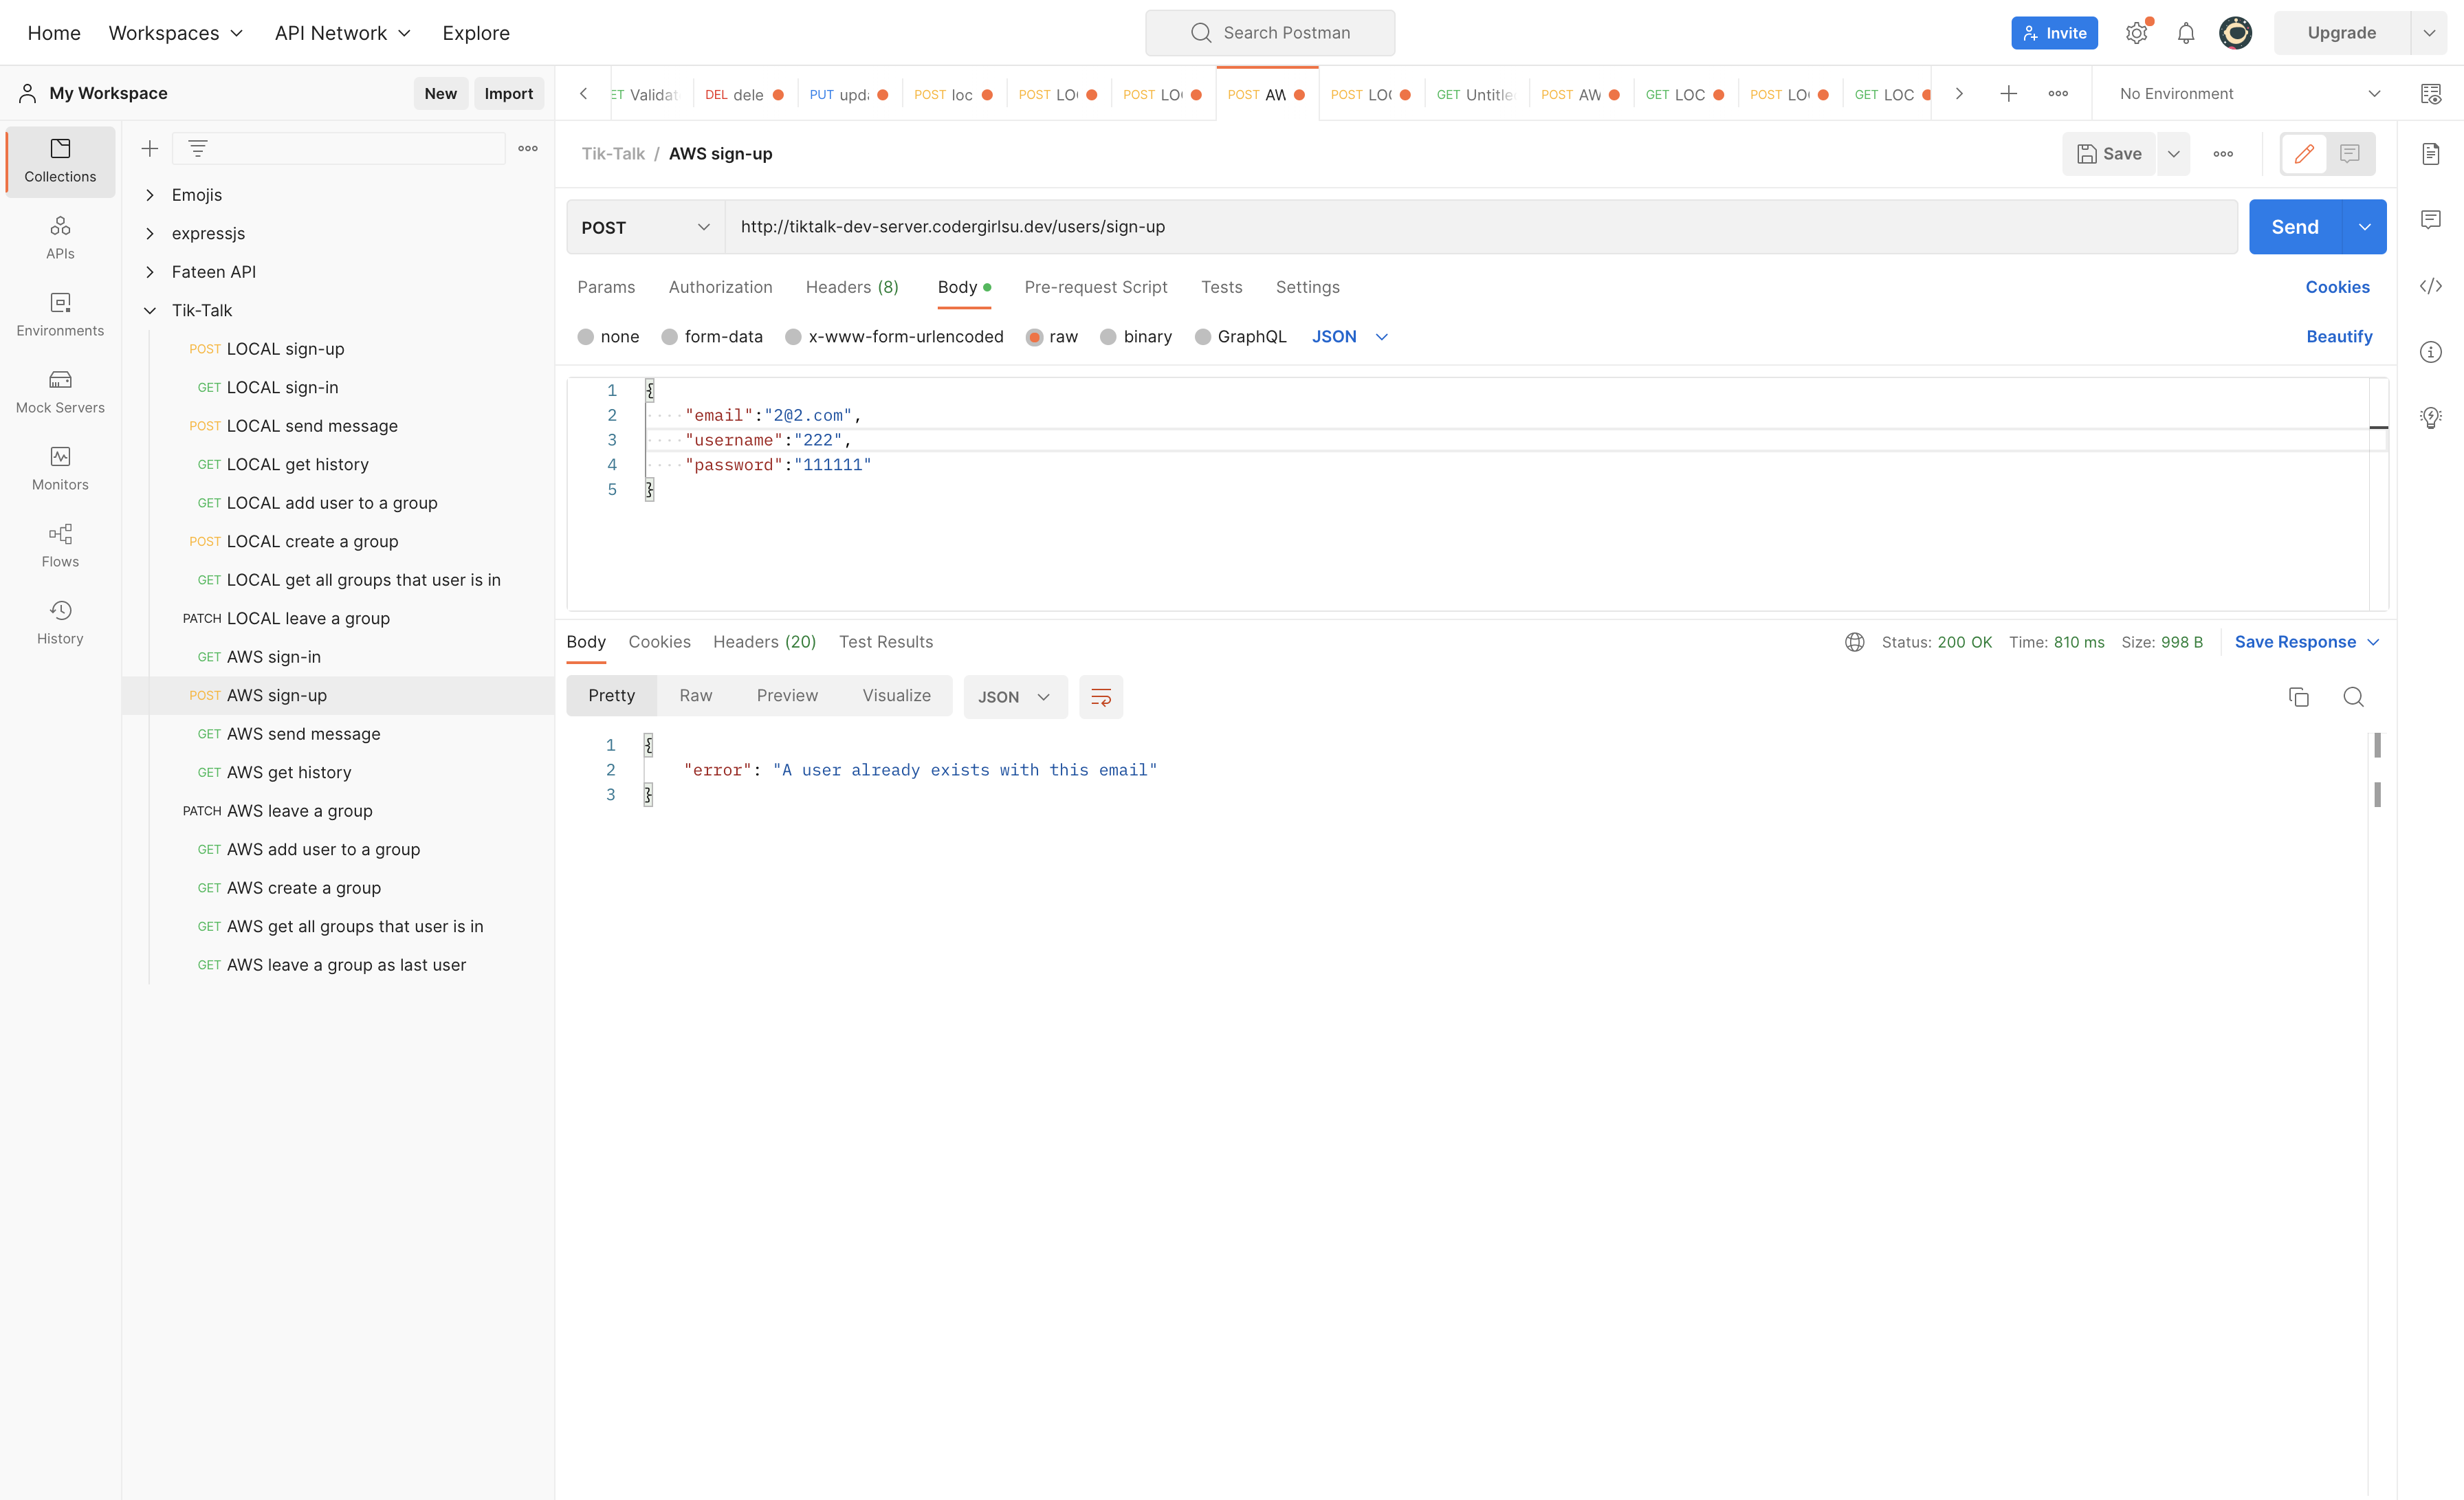 Home Workspaces API Network Explore Search Postman Invite Upgrade
My Workspace New Import
Validat DEL dele PUT upd POST loc POST LO POST LO POST AW POST LOC GET Untitle POST AW GET LOC POST LO GET LOC No Environment
Collections
APIs
Environments
Mock Servers
Monitors
Flows
History
Emojis
expressjs
Fateen API
Tik-Talk
POST LOCAL sign-up
GET LOCAL sign-in
POST LOCAL send message
GET LOCAL get history
GET LOCAL add user to a group
POST LOCAL create a group
GET LOCAL get all groups that user is in
PATCH LOCAL leave a group
GET AWS sign-in
POST AWS sign-up
GET AWS send message
GET AWS get history
PATCH AWS leave a group
GET AWS add user to a group
GET AWS create a group
GET AWS get all groups that user is in
GET AWS leave a group as last user
Tik-Talk / AWS sign-up Save
POST http://tiktalk-dev-server.codergirlsu.dev/users/sign-up Send
Params Authorization Headers (8) Body Pre-request Script Tests Settings Cookies
none form-data x-www-form-urlencoded raw binary GraphQL JSON Beautify
1 {
2 "email":"2@2.com",
3 "username":"222",
4 "password":"111111"
5 }
Body Cookies Headers (20) Test Results Status: 200 OK Time: 810 ms Size: 998 B Save Response
Pretty Raw Preview Visualize JSON
1 {
2 "error": "A user already exists with this email"
3 }